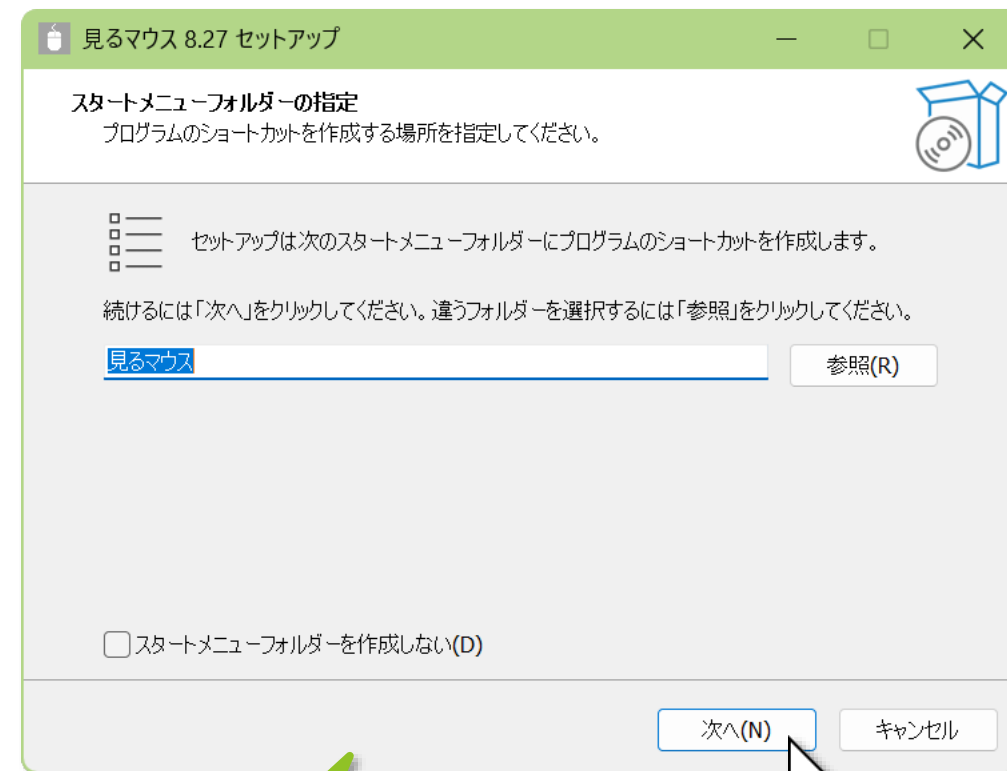 見るマウス 8.27 セットアップ
スタートメニューフォルダーの指定
プログラムのショートカットを作成する場所を指定してください。
セットアップは次のスタートメニューフォルダーにプログラムのショートカットを作成します。
続けるには「次へ」をクリックしてください。違うフォルダーを選択するには「参照」をクリックしてください。
見るマウス
参照(R)
スタートメニューフォルダーを作成しない(D)
次へ(N)
キャンセル